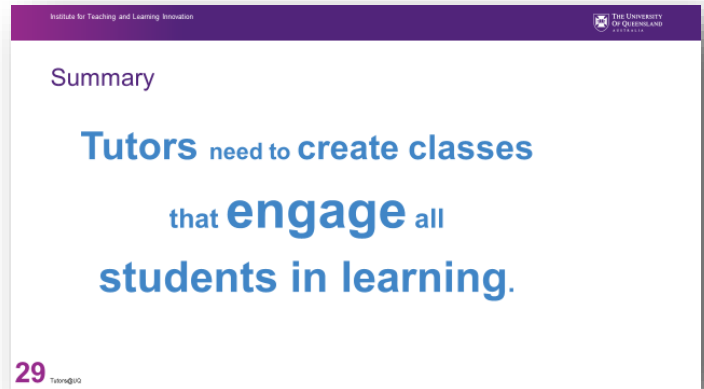 Institute for Teaching and Learning Innovation
THE UNIVERSITY
OF QUEENSLAND
AUSTRALIA
Summary
Tutors need to create classes
that engage all
students in learning.
29 Tutors@UQ